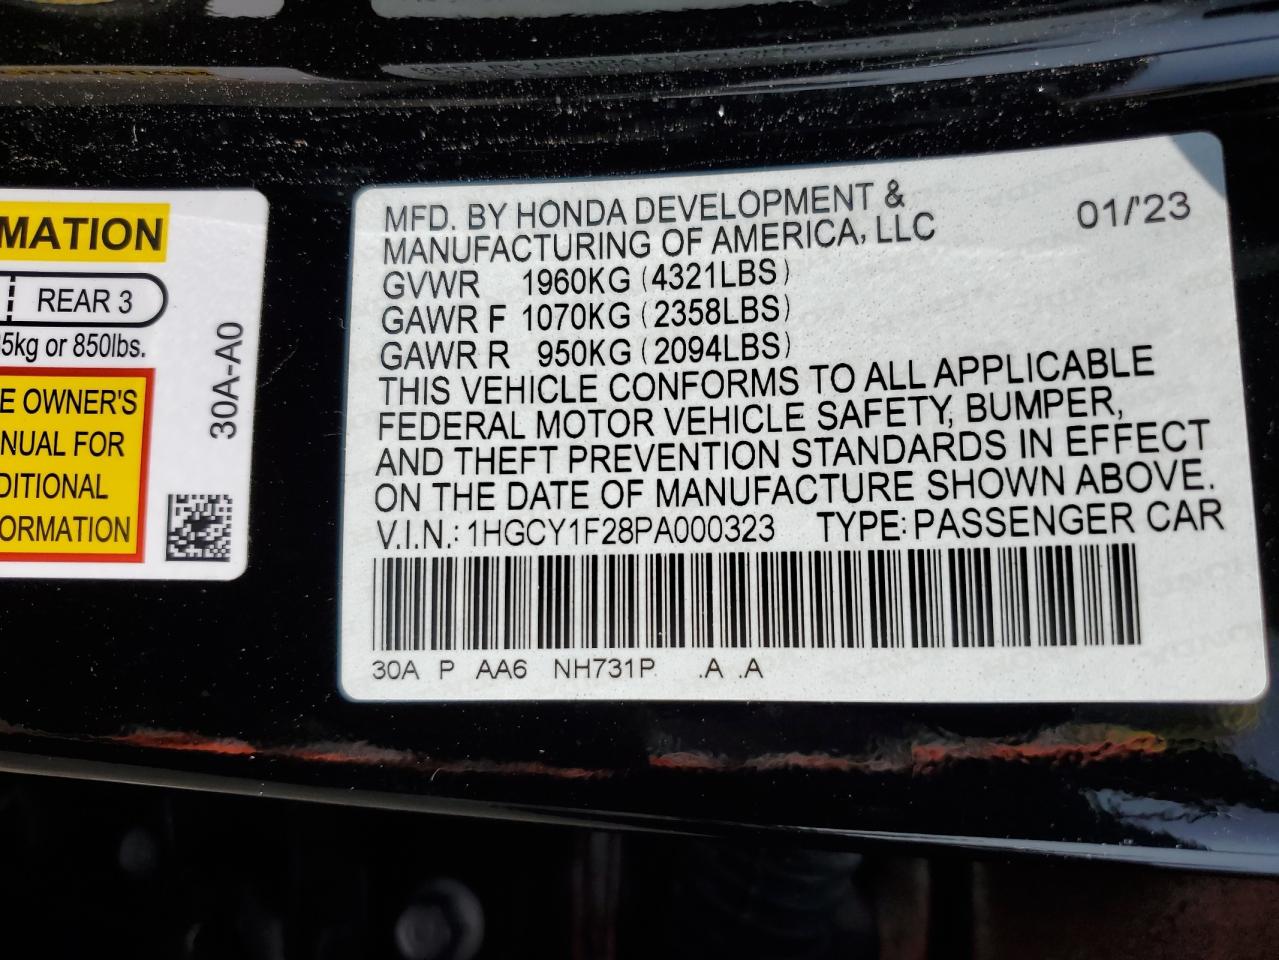 MATION
REAR 3
5kg or 850lbs.
E OWNER'S
NUAL FOR
DITIONAL
ORMATION
30A-A0
MFD. BY HONDA DEVELOPMENT &
MANUFACTURING OF AMERICA, LLC
01/'23
GVWR 1960KG (4321LBS)
GAWR F 1070KG (2358LBS)
GAWR R 950KG (2094LBS)
THIS VEHICLE CONFORMS TO ALL APPLICABLE
FEDERAL MOTOR VEHICLE SAFETY, BUMPER,
AND THEFT PREVENTION STANDARDS IN EFFECT
ON THE DATE OF MANUFACTURE SHOWN ABOVE.
V.I.N.: 1HGCY1F28PA000323 TYPE: PASSENGER CAR
30A P AA6 NH731P .A .A